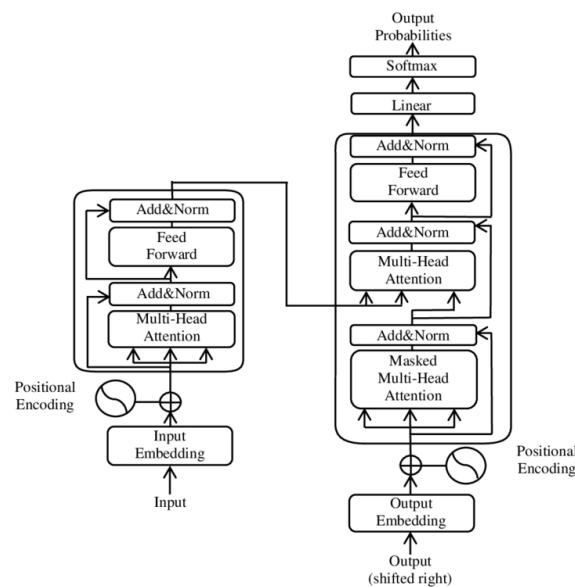 Output
Probabilities
Softmax
Linear
Add&Norm
Feed
Forward
Add&Norm
Multi-Head
Attention
Add&Norm
Masked
Multi-Head
Attention
Positional
Encoding
Output
Embedding
Output
(shifted right)
Add&Norm
Feed
Forward
Add&Norm
Multi-Head
Attention
Positional
Encoding
Input
Embedding
Input